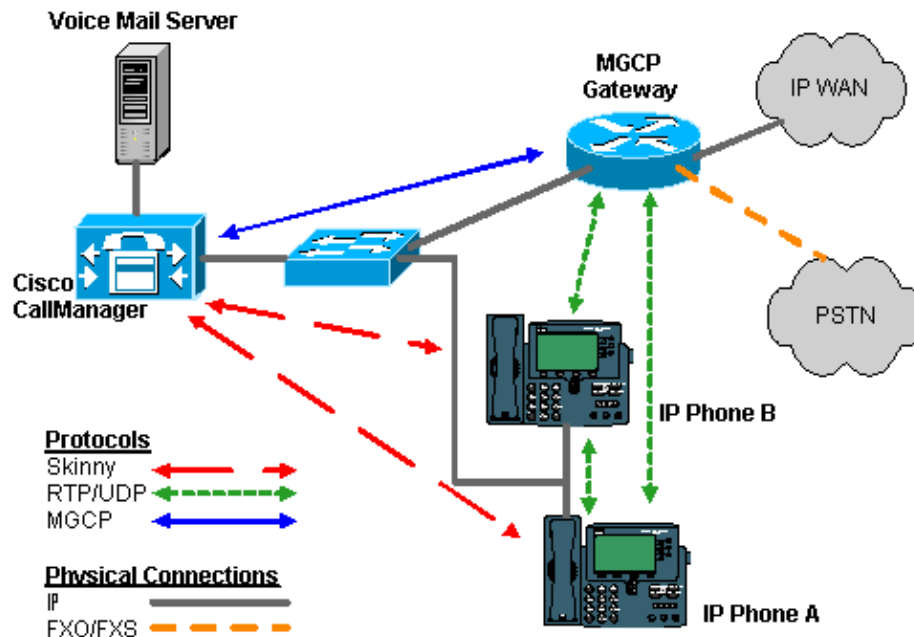 Voice Mail Server
MGCP
Gateway
IP WAN
Cisco
CallManager
PSTN
IP Phone B
Protocols
Skinny
RTP/UDP
MGCP
Physical Connections
IP
FXO/FXS
IP Phone A